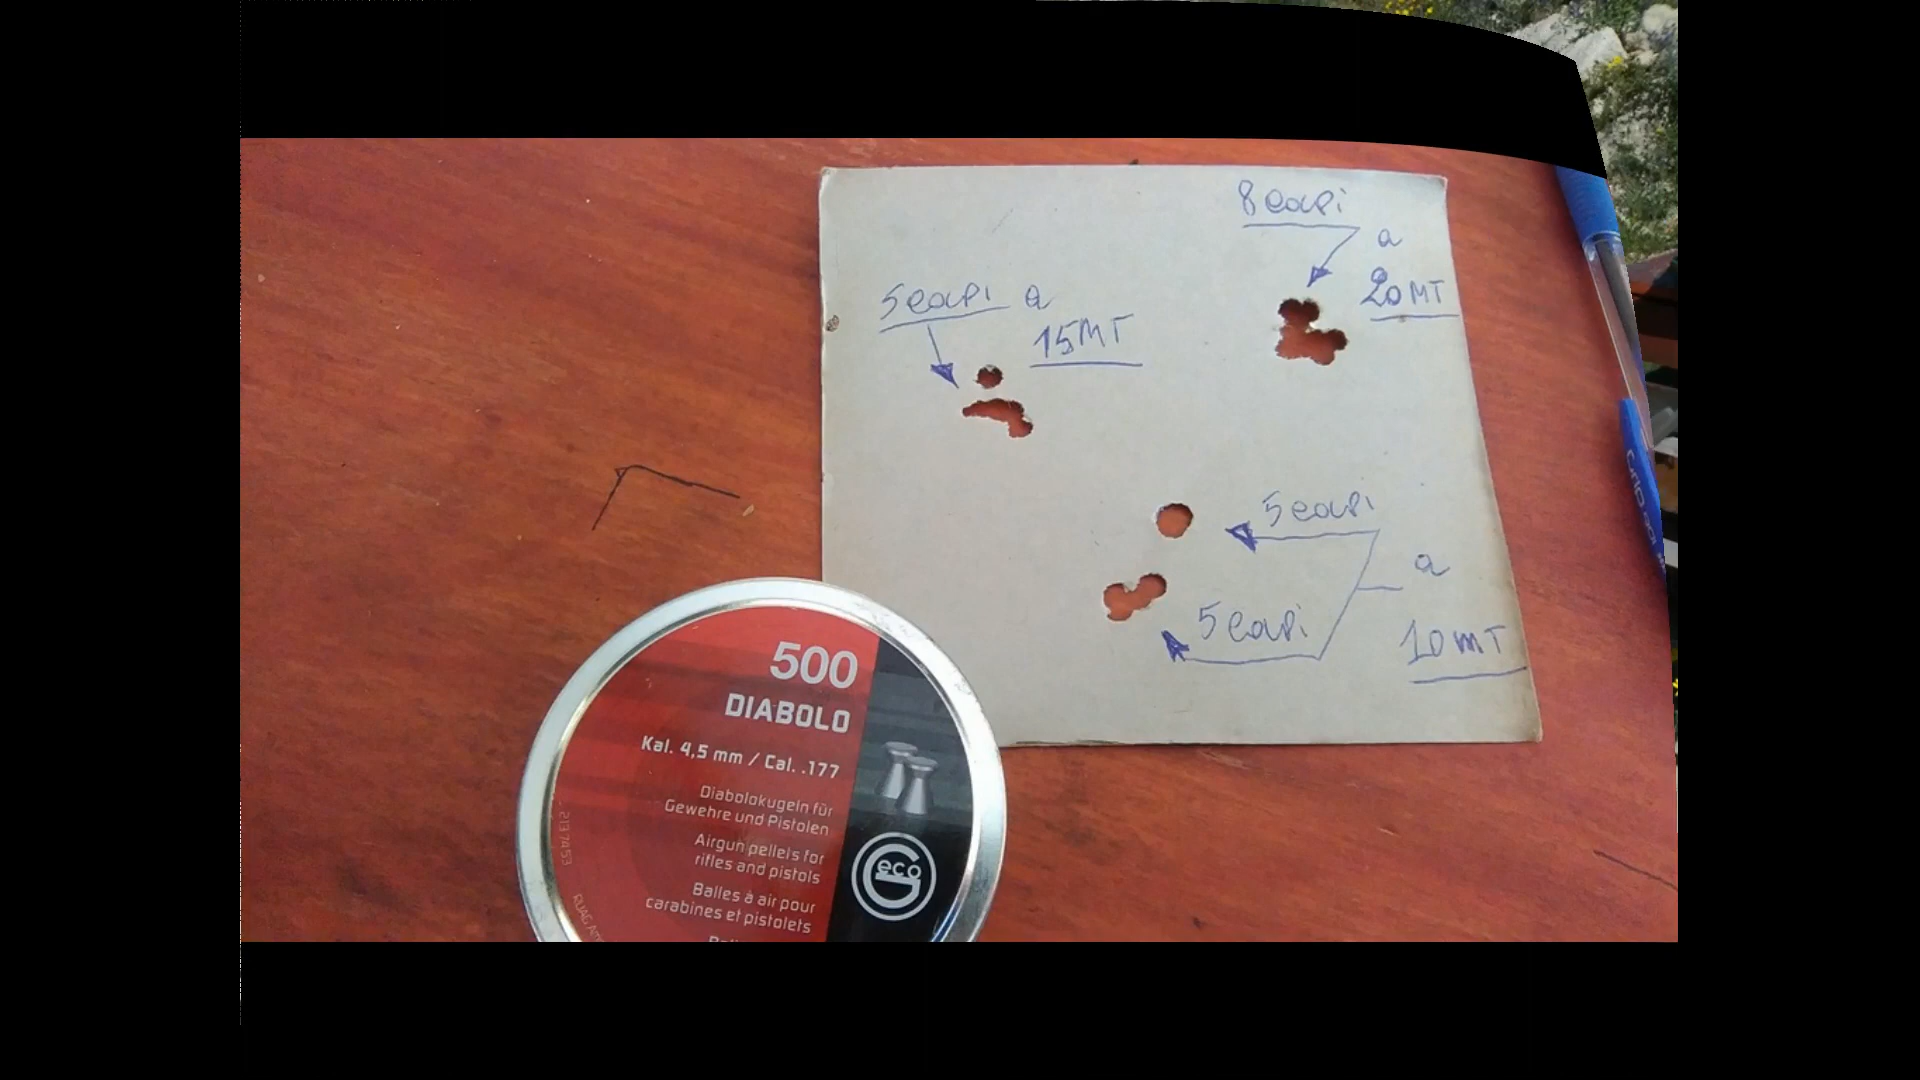 8 colpi
a
20 MT
5 colpi a
15 MT
5 colpi
a
5 colpi
10 MT
500
DIABOLO
Kal. 4,5 mm / Cal. .177
Diabolokugeln für
Gewehre und Pistolen
Airgun pellets for
rifles and pistols
Balles à air pour
carabines et pistolets
Geco
2137453
RUAG